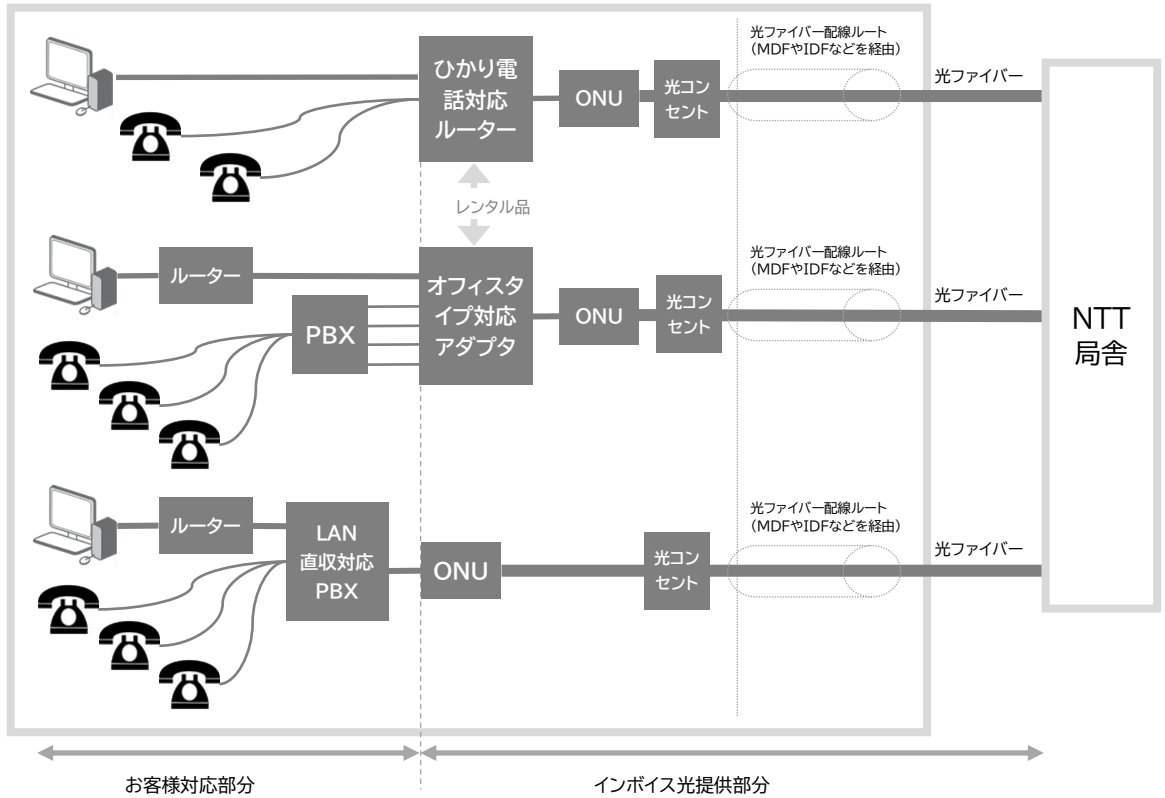 光ファイバー配線ルート
(MDFやIDFなどを経由)
ひかり電
話対応
ルーター
ONU
光コン
セント
光ファイバー
レンタル品
光ファイバー配線ルート
(MDFやIDFなどを経由)
ルーター
オフィスタ
イプ対応
アダプタ
PBX
ONU
光コン
セント
光ファイバー
NTT
局舎
光ファイバー配線ルート
(MDFやIDFなどを経由)
ルーター
LAN
直収対応
PBX
ONU
光コン
セント
光ファイバー
お客様対応部分
インボイス光提供部分